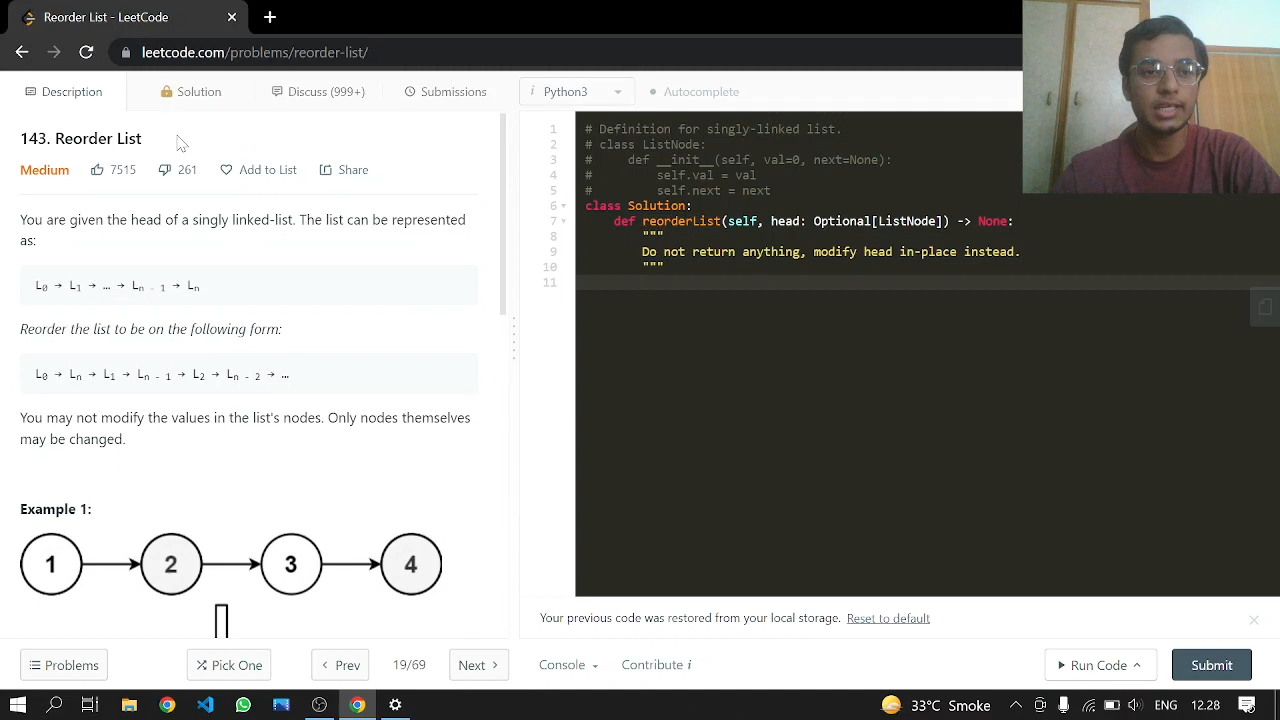 Reorder List - LeetCode
leetcode.com/problems/reorder-list/
Description
Solution
Discuss (999+)
Submissions
i Python3
Autocomplete
143. Reorder List
Medium
7515
261
Add to List
Share
You are given the head of a singly linked-list. The list can be represented
as:
L0 → L1 → … → Ln - 1 → Ln
Reorder the list to be on the following form:
L0 → Ln → L1 → Ln - 1 → L2 → Ln - 2 → …
You may not modify the values in the list's nodes. Only nodes themselves
may be changed.
Example 1:
1
2
3
4
1 # Definition for singly-linked list.
2 # class ListNode:
3 #     def __init__(self, val=0, next=None):
4 #         self.val = val
5 #         self.next = next
6 class Solution:
7     def reorderList(self, head: Optional[ListNode]) -> None:
8         """
9         Do not return anything, modify head in-place instead.
10         """
11
Your previous code was restored from your local storage. Reset to default
Problems
Pick One
Prev
19/69
Next
Console
Contribute i
Run Code
Submit
33°C Smoke
ENG
12.28